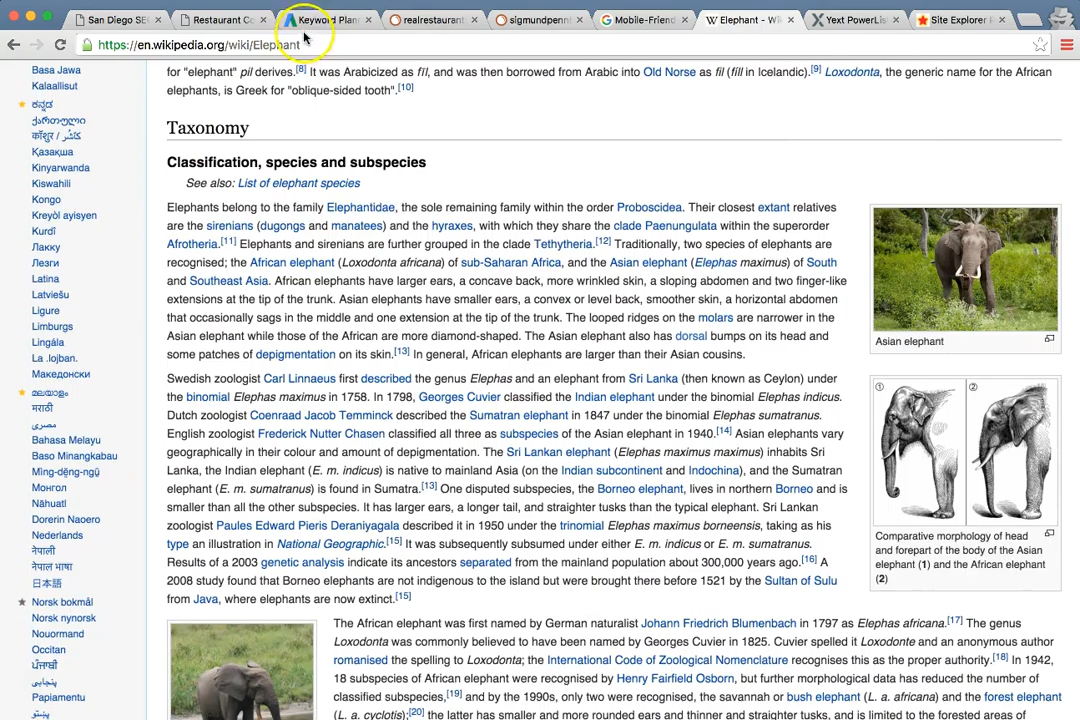 San Diego SE
Restaurant Co
Keyword Plan
realrestauran
sigmundpenn
Mobile-Friend
Elephant - Wi
Yext PowerLis
Site Explorer
https://en.wikipedia.org/wiki/Elephant
Basa Jawa
Kalaallisut
ಕನ್ನಡ
ქართული
कॉशुर / کٲشُر
Қазақша
Kinyarwanda
Kiswahili
Kongo
Kreyòl ayisyen
Kurdî
Лакку
Лезги
Latina
Latviešu
Ligure
Limburgs
Lingála
La .lojban.
Македонски
മലയാളം
मराठी
مصرى
Bahasa Melayu
Baso Minangkabau
Mìng-dĕ̤ng-ngṳ̄
Монгол
Nāhuatl
Dorerin Naoero
Nederlands
नेपाली
नेपाल भाषा
日本語
Norsk bokmål
Norsk nynorsk
Nouormand
Occitan
ਪੰਜਾਬੀ
پنجابی
Papiamentu
پښتو
for "elephant" pil derives.[8] It was Arabicized as fīl, and was then borrowed from Arabic into Old Norse as fil (fíll in Icelandic).[9] Loxodonta, the generic name for the African
elephants, is Greek for "oblique-sided tooth".[10]
Taxonomy
Classification, species and subspecies
See also: List of elephant species
Elephants belong to the family Elephantidae, the sole remaining family within the order Proboscidea. Their closest extant relatives
are the sirenians (dugongs and manatees) and the hyraxes, with which they share the clade Paenungulata within the superorder
Afrotheria.[11] Elephants and sirenians are further grouped in the clade Tethytheria.[12] Traditionally, two species of elephants are
recognised; the African elephant (Loxodonta africana) of sub-Saharan Africa, and the Asian elephant (Elephas maximus) of South
and Southeast Asia. African elephants have larger ears, a concave back, more wrinkled skin, a sloping abdomen and two finger-like
extensions at the tip of the trunk. Asian elephants have smaller ears, a convex or level back, smoother skin, a horizontal abdomen
that occasionally sags in the middle and one extension at the tip of the trunk. The looped ridges on the molars are narrower in the
Asian elephant while those of the African are more diamond-shaped. The Asian elephant also has dorsal bumps on its head and
some patches of depigmentation on its skin.[13] In general, African elephants are larger than their Asian cousins.
Swedish zoologist Carl Linnaeus first described the genus Elephas and an elephant from Sri Lanka (then known as Ceylon) under
the binomial Elephas maximus in 1758. In 1798, Georges Cuvier classified the Indian elephant under the binomial Elephas indicus.
Dutch zoologist Coenraad Jacob Temminck described the Sumatran elephant in 1847 under the binomial Elephas sumatranus.
English zoologist Frederick Nutter Chasen classified all three as subspecies of the Asian elephant in 1940.[14] Asian elephants vary
geographically in their colour and amount of depigmentation. The Sri Lankan elephant (Elephas maximus maximus) inhabits Sri
Lanka, the Indian elephant (E. m. indicus) is native to mainland Asia (on the Indian subcontinent and Indochina), and the Sumatran
elephant (E. m. sumatranus) is found in Sumatra.[13] One disputed subspecies, the Borneo elephant, lives in northern Borneo and is
smaller than all the other subspecies. It has larger ears, a longer tail, and straighter tusks than the typical elephant. Sri Lankan
zoologist Paules Edward Pieris Deraniyagala described it in 1950 under the trinomial Elephas maximus borneensis, taking as his
type an illustration in National Geographic.[15] It was subsequently subsumed under either E. m. indicus or E. m. sumatranus.
Results of a 2003 genetic analysis indicate its ancestors separated from the mainland population about 300,000 years ago.[16] A
2008 study found that Borneo elephants are not indigenous to the island but were brought there before 1521 by the Sultan of Sulu
from Java, where elephants are now extinct.[15]
Asian elephant
① ②
Comparative morphology of head
and forepart of the body of the Asian
elephant (1) and the African elephant
(2)
The African elephant was first named by German naturalist Johann Friedrich Blumenbach in 1797 as Elephas africana.[17] The genus
Loxodonta was commonly believed to have been named by Georges Cuvier in 1825. Cuvier spelled it Loxodonte and an anonymous author
romanised the spelling to Loxodonta; the International Code of Zoological Nomenclature recognises this as the proper authority.[18] In 1942,
18 subspecies of African elephant were recognised by Henry Fairfield Osborn, but further morphological data has reduced the number of
classified subspecies,[19] and by the 1990s, only two were recognised, the savannah or bush elephant (L. a. africana) and the forest elephant
(L. a. cyclotis);[20] the latter has smaller and more rounded ears and thinner and straighter tusks, and is limited to the forested areas of